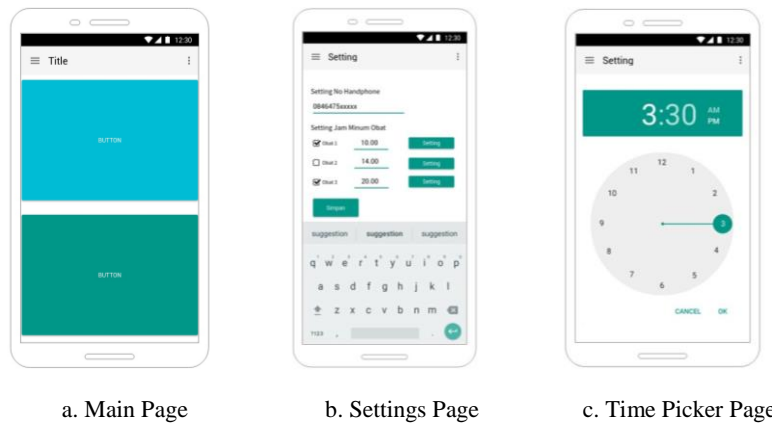 12:30
Title
BUTTON
BUTTON
a. Main Page
12:30
Setting
Setting No Handphone
0846475xxxxx
Setting Jam Minum Obat
Obat 1 10.00 Setting
Obat 2 14.00 Setting
Obat 3 20.00 Setting
Simpan
suggestion suggestion suggestion
q w e r t y u i o p
a s d f g h j k l
z x c v b n m
?123 , .
b. Settings Page
12:30
Setting
3:30 AM
PM
12
11 1
10 2
9 3
8 4
7 5
6
CANCEL OK
c. Time Picker Page